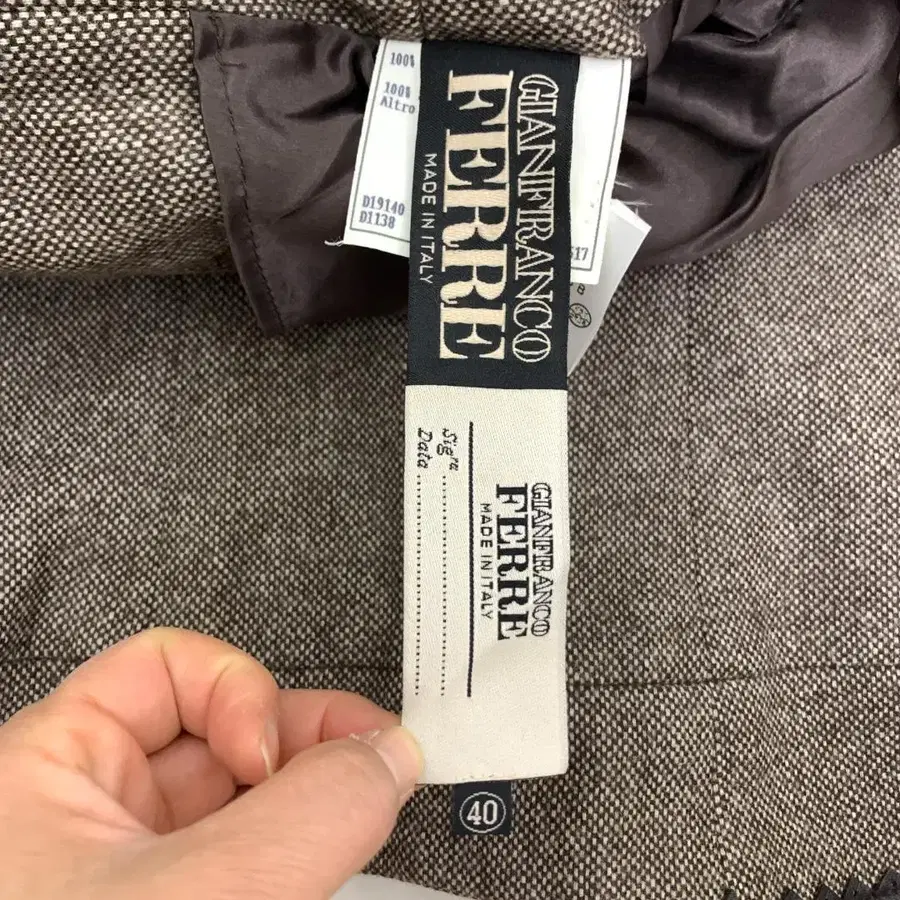 100%
100%
Altro
D19140
D1138
GIANFRANCO
FERRE
MADE IN ITALY
617
Sig.ra
Data
GIANFRANCO
FERRE
MADE IN ITALY
40